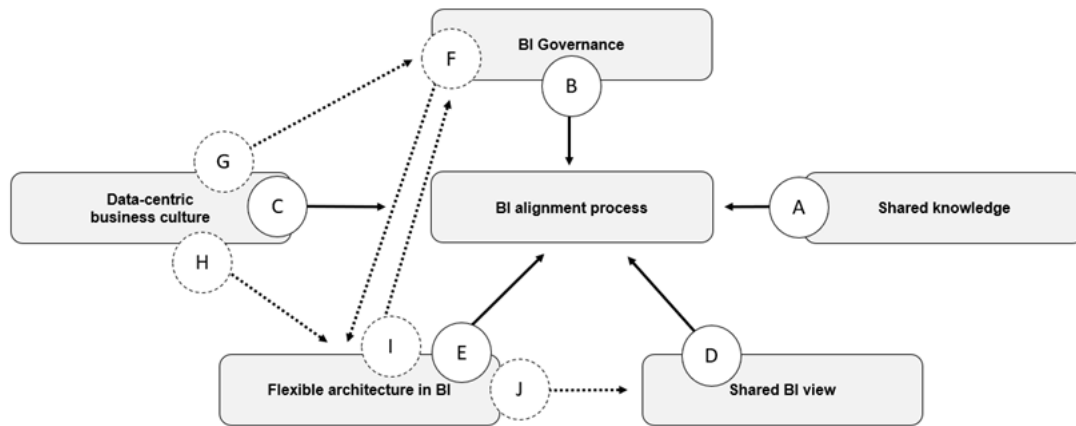 BI Governance
F
B
G
Data-centric
business culture
C
BI alignment process
A
Shared knowledge
H
I
E
D
Flexible architecture in BI
J
Shared BI view